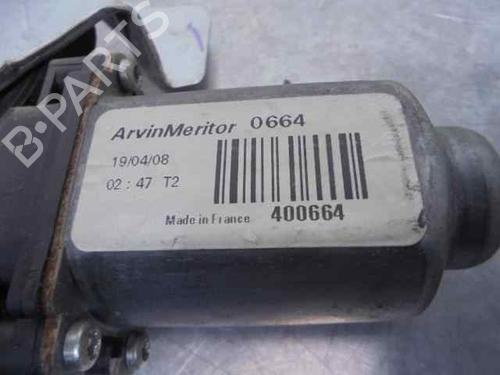 B-PARTS
ArvinMeritor 0664
19/04/08
02 : 47 T2
Made in France 400664